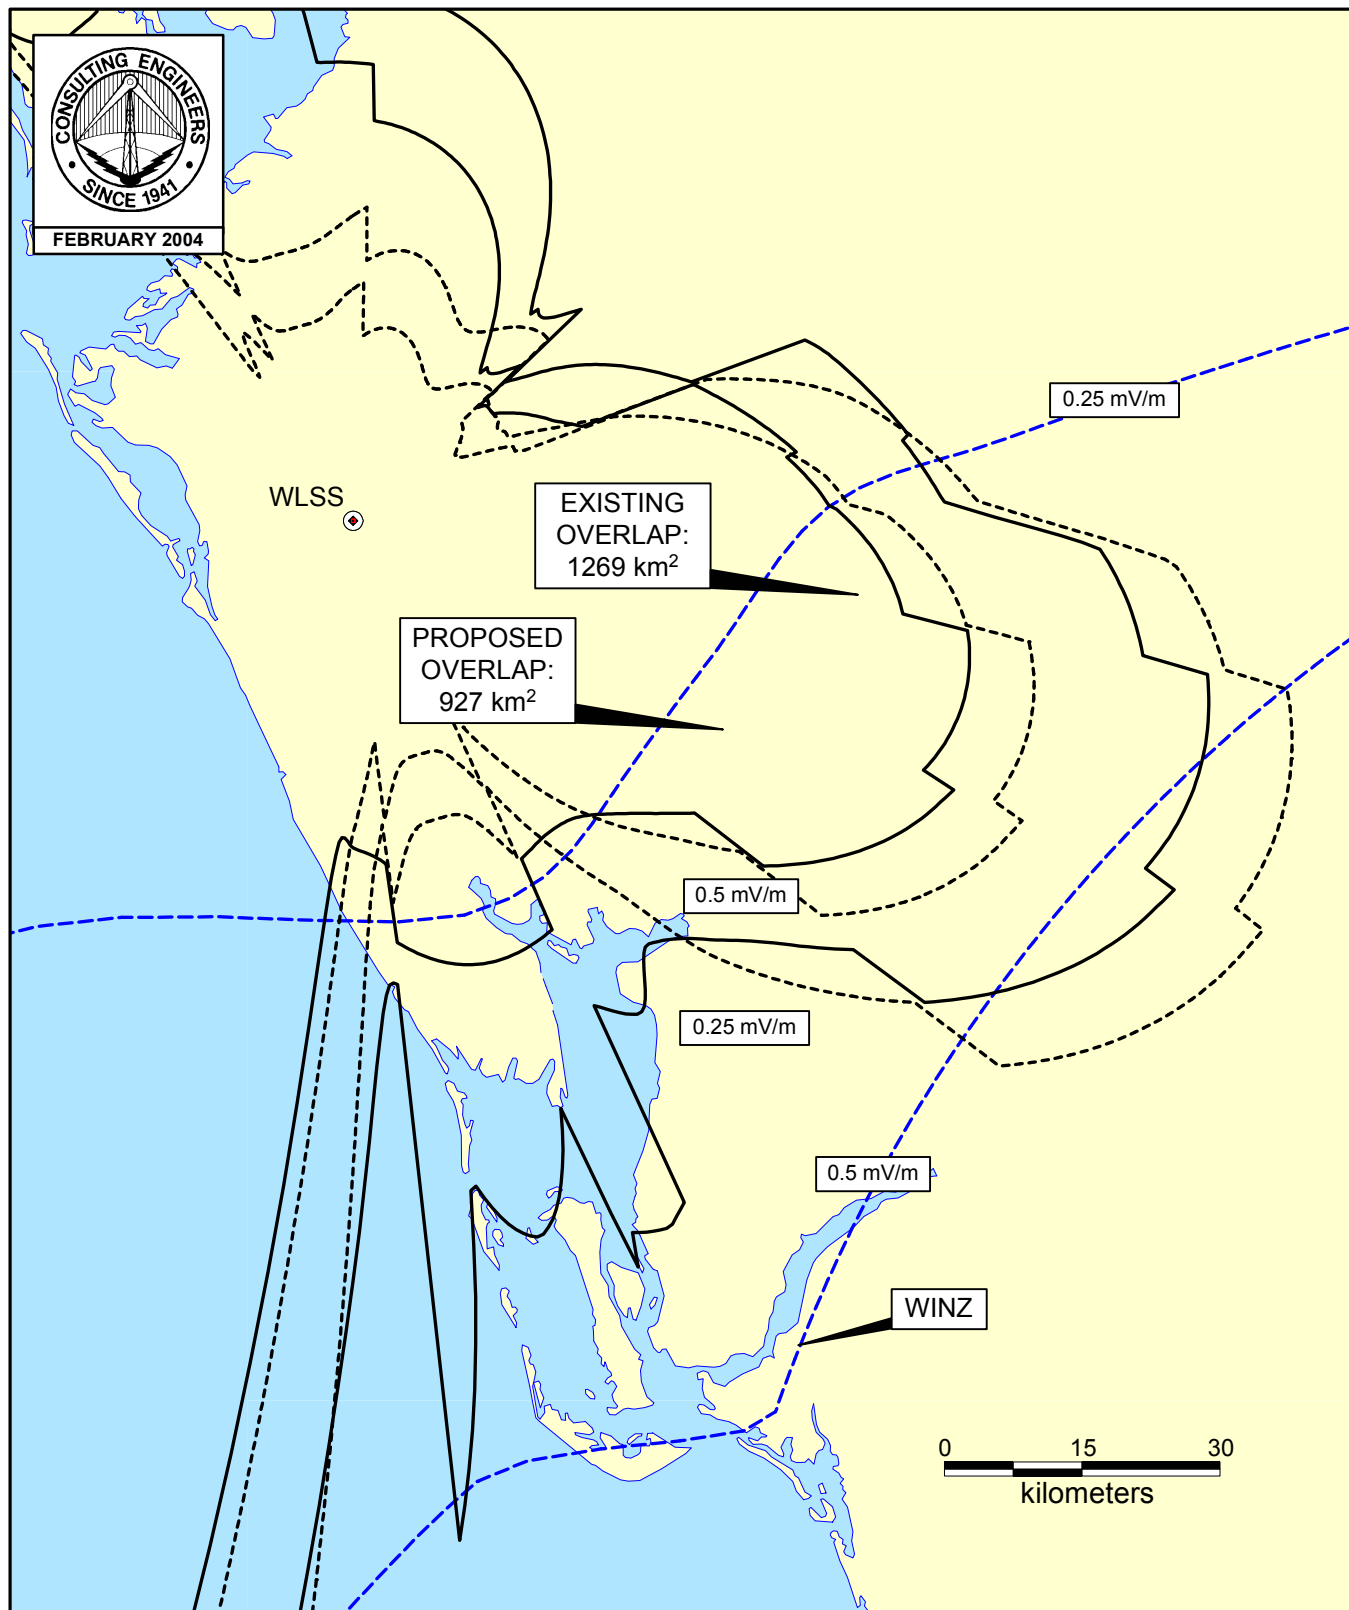 CONSULTING ENGINEERS
SINCE 1941
FEBRUARY 2004
0.25 mV/m
WLSS
EXISTING
OVERLAP:
1269 km²
PROPOSED
OVERLAP:
927 km²
0.5 mV/m
0.25 mV/m
0.5 mV/m
WINZ
0 15 30
kilometers